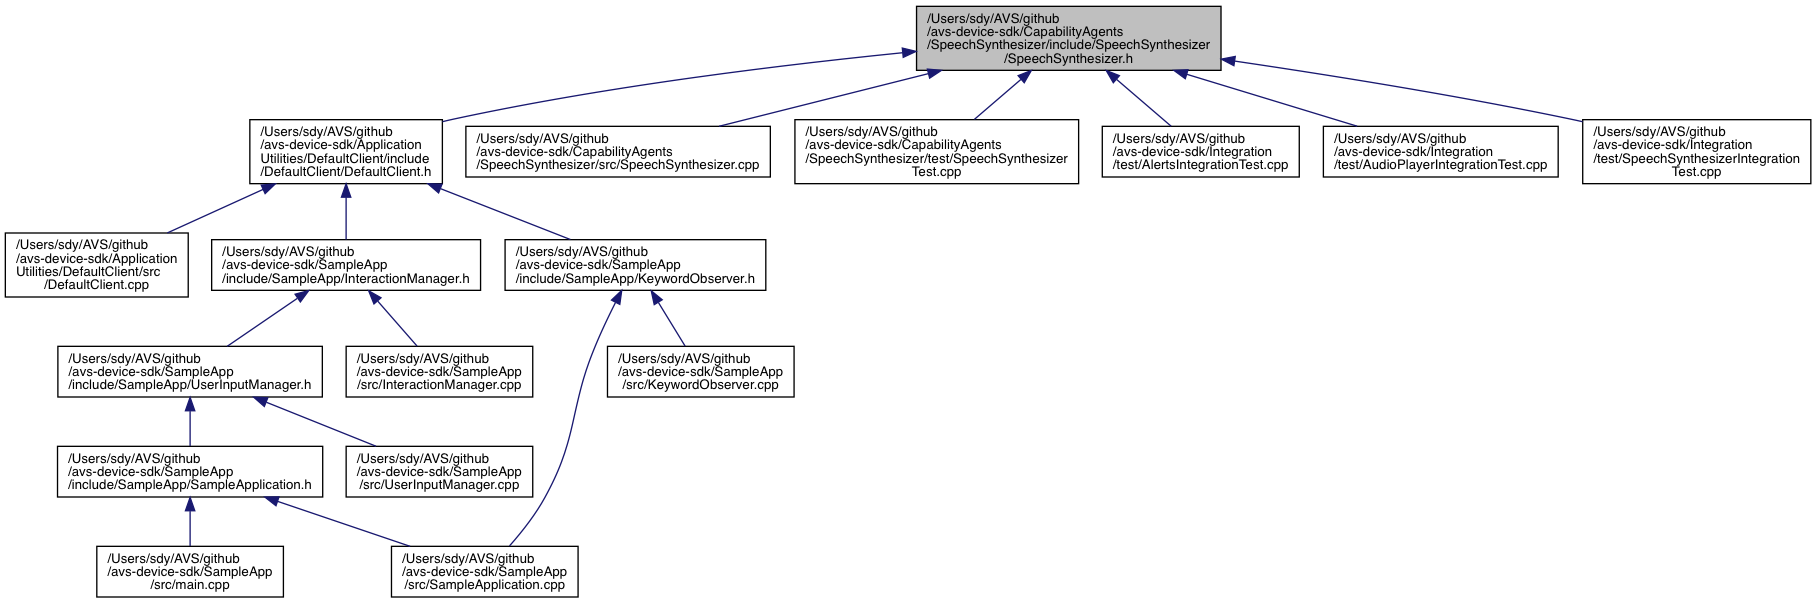 /Users/sdy/AVS/github
/avs-device-sdk/CapabilityAgents
/SpeechSynthesizer/include/SpeechSynthesizer
/SpeechSynthesizer.h
/Users/sdy/AVS/github
/avs-device-sdk/Application
Utilities/DefaultClient/include
/DefaultClient/DefaultClient.h
/Users/sdy/AVS/github
/avs-device-sdk/CapabilityAgents
/SpeechSynthesizer/src/SpeechSynthesizer.cpp
/Users/sdy/AVS/github
/avs-device-sdk/CapabilityAgents
/SpeechSynthesizer/test/SpeechSynthesizer
Test.cpp
/Users/sdy/AVS/github
/avs-device-sdk/Integration
/test/AlertsIntegrationTest.cpp
/Users/sdy/AVS/github
/avs-device-sdk/Integration
/test/AudioPlayerIntegrationTest.cpp
/Users/sdy/AVS/github
/avs-device-sdk/Integration
/test/SpeechSynthesizerIntegration
Test.cpp
/Users/sdy/AVS/github
/avs-device-sdk/Application
Utilities/DefaultClient/src
/DefaultClient.cpp
/Users/sdy/AVS/github
/avs-device-sdk/SampleApp
/include/SampleApp/InteractionManager.h
/Users/sdy/AVS/github
/avs-device-sdk/SampleApp
/include/SampleApp/KeywordObserver.h
/Users/sdy/AVS/github
/avs-device-sdk/SampleApp
/include/SampleApp/UserInputManager.h
/Users/sdy/AVS/github
/avs-device-sdk/SampleApp
/src/InteractionManager.cpp
/Users/sdy/AVS/github
/avs-device-sdk/SampleApp
/src/KeywordObserver.cpp
/Users/sdy/AVS/github
/avs-device-sdk/SampleApp
/include/SampleApp/SampleApplication.h
/Users/sdy/AVS/github
/avs-device-sdk/SampleApp
/src/UserInputManager.cpp
/Users/sdy/AVS/github
/avs-device-sdk/SampleApp
/src/main.cpp
/Users/sdy/AVS/github
/avs-device-sdk/SampleApp
/src/SampleApplication.cpp